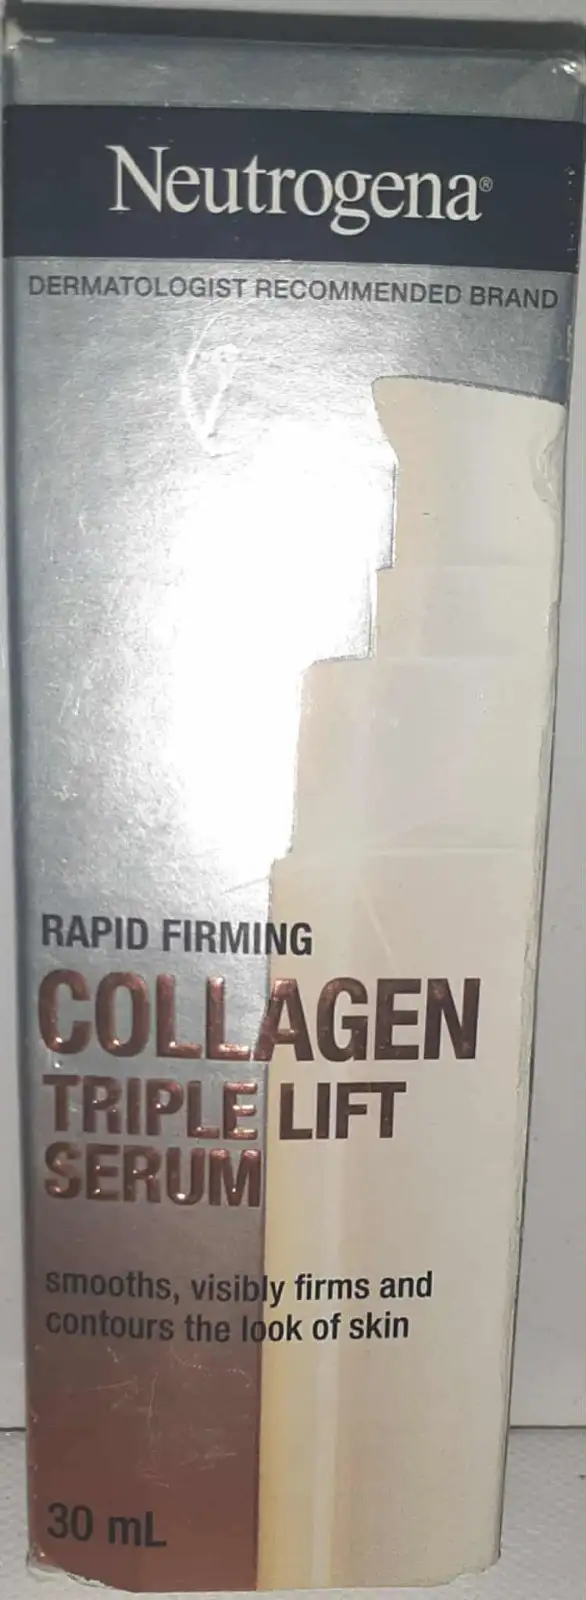 Neutrogena®
DERMATOLOGIST RECOMMENDED BRAND
RAPID FIRMING
COLLAGEN
TRIPLE LIFT
SERUM
smooths, visibly firms and
contours the look of skin
30 mL